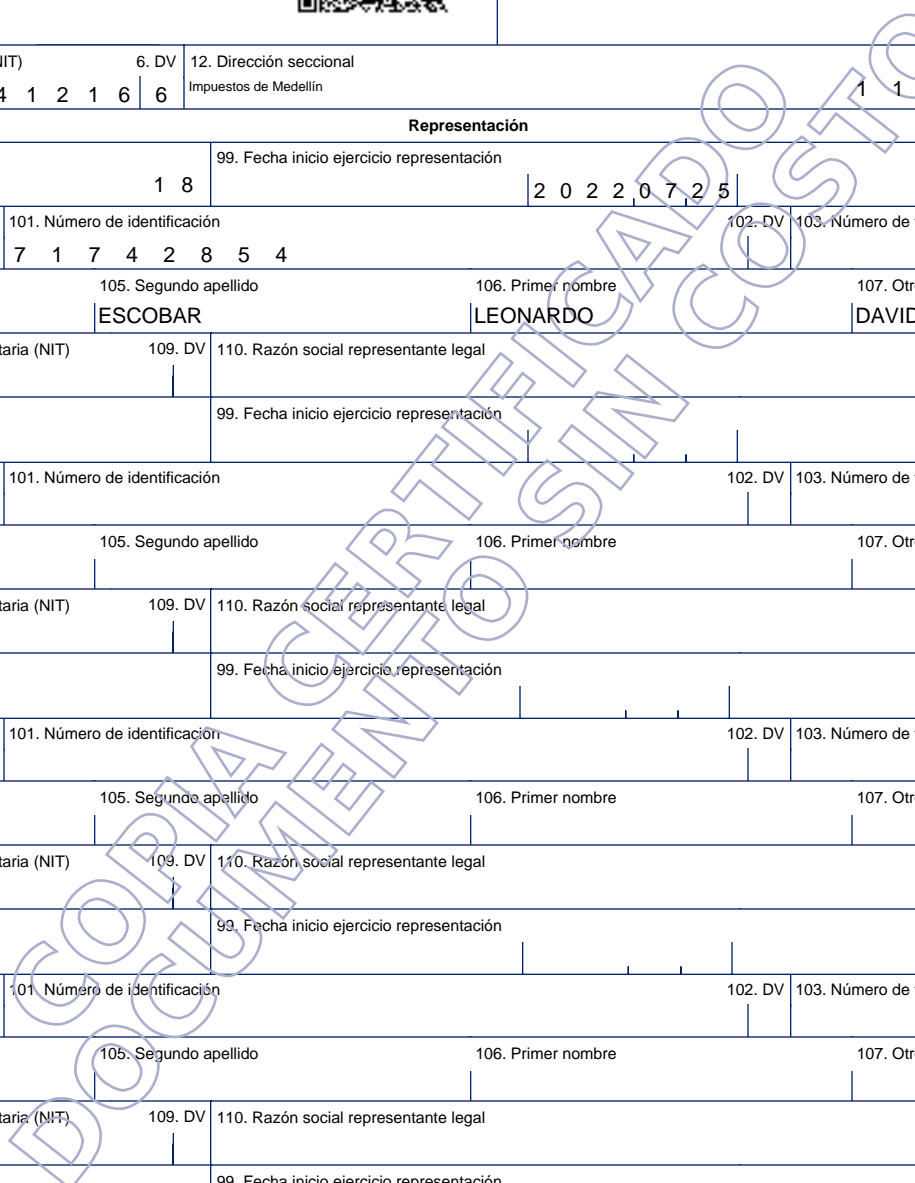 IT) 6. DV 12. Dirección seccional
4 1 2 1 6 6 Impuestos de Medellín 1 1
Representación
99. Fecha inicio ejercicio representación
1 8 2 0 2 2 0 7 2 5
101. Número de identificación 102. DV 103. Número de
7 1 7 4 2 8 5 4
105. Segundo apellido 106. Primer nombre 107. Otr
ESCOBAR LEONARDO DAVID
taria (NIT) 109. DV 110. Razón social representante legal
99. Fecha inicio ejercicio representación
101. Número de identificación 102. DV 103. Número de
105. Segundo apellido 106. Primer nombre 107. Otr
taria (NIT) 109. DV 110. Razón social representante legal
99. Fecha inicio ejercicio representación
101. Número de identificación 102. DV 103. Número de
105. Segundo apellido 106. Primer nombre 107. Otr
taria (NIT) 109. DV 110. Razón social representante legal
99. Fecha inicio ejercicio representación
101. Número de identificación 102. DV 103. Número de
105. Segundo apellido 106. Primer nombre 107. Otr
taria (NIT) 109. DV 110. Razón social representante legal
99. Fecha inicio ejercicio representación
COPIA CERTIFICADO
DOCUMENTO SIN COSTO